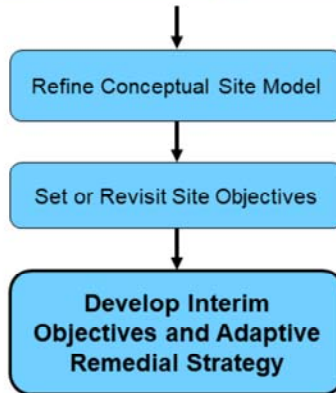 Refine Conceptual Site Model
Set or Revisit Site Objectives
Develop Interim
Objectives and Adaptive
Remedial Strategy